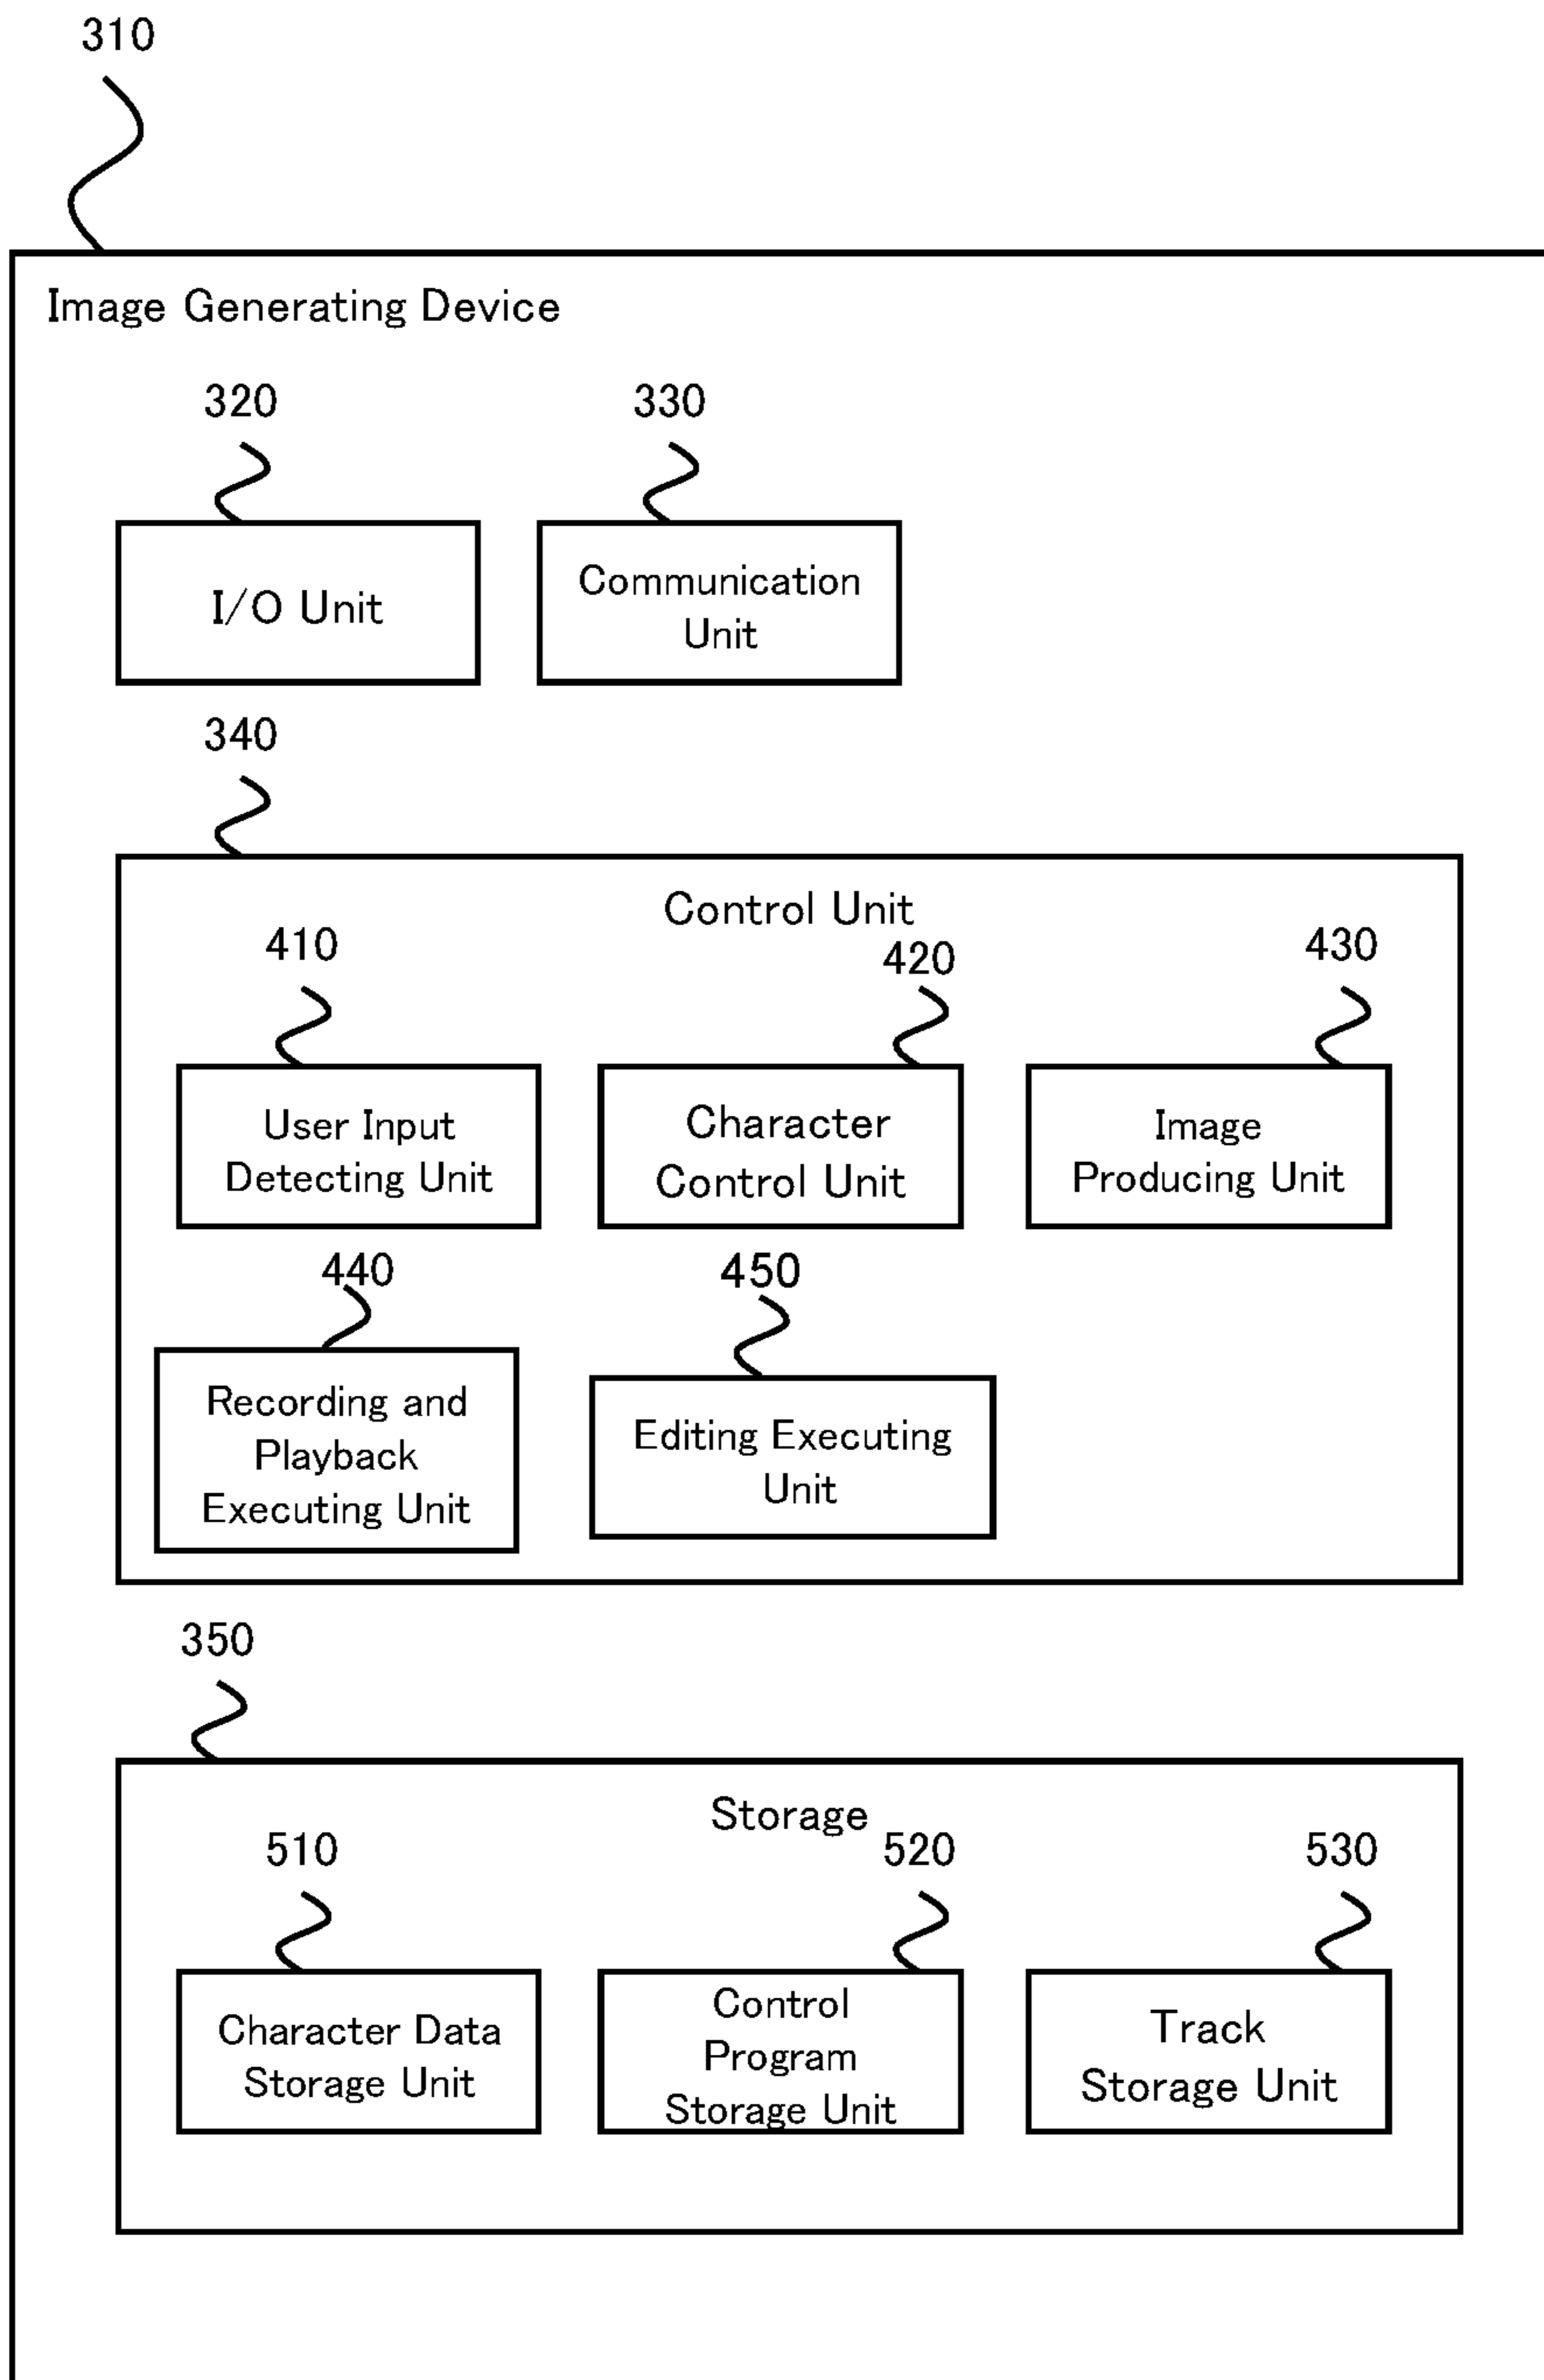 310
Image Generating Device
320
330
I/O Unit
Communication
Unit
340
Control Unit
410
420
430
User Input
Detecting Unit
Character
Control Unit
Image
Producing Unit
440
450
Recording and
Playback
Executing Unit
Editing Executing
Unit
350
Storage
510
520
530
Character Data
Storage Unit
Control
Program
Storage Unit
Track
Storage Unit